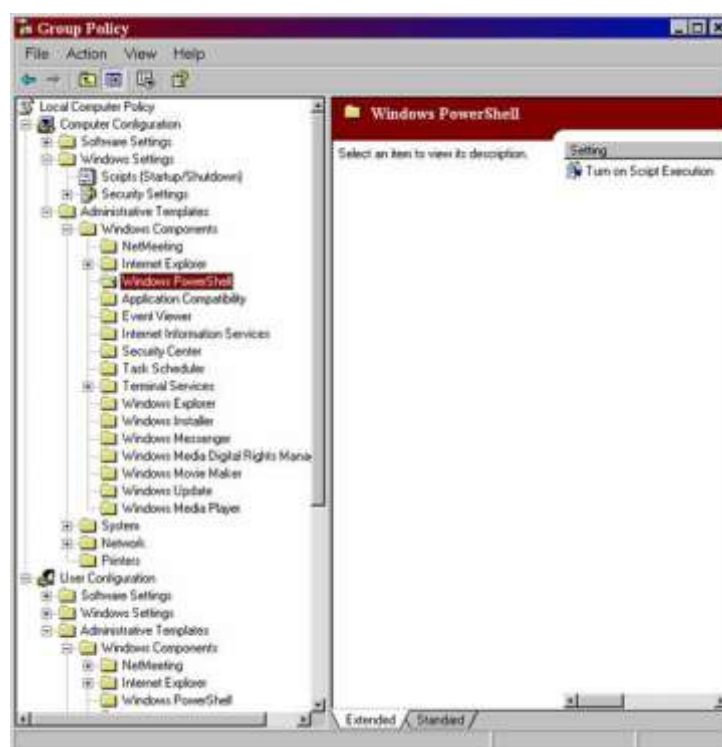 Group Policy
File Action View Help
Local Computer Policy
Computer Configuration
Software Settings
Windows Settings
Scripts (Startup/Shutdown)
Security Settings
Administrative Templates
Windows Components
NetMeeting
Internet Explorer
Windows PowerShell
Application Compatibility
Event Viewer
Internet Information Services
Security Center
Task Scheduler
Terminal Services
Windows Explorer
Windows Installer
Windows Messenger
Windows Media Digital Rights Mana
Windows Movie Maker
Windows Update
Windows Media Player
System
Network
Printers
User Configuration
Software Settings
Windows Settings
Administrative Templates
Windows Components
NetMeeting
Internet Explorer
Windows PowerShell
Windows PowerShell
Select an item to view its description.
Setting
Turn on Script Execution
Extended
Standard